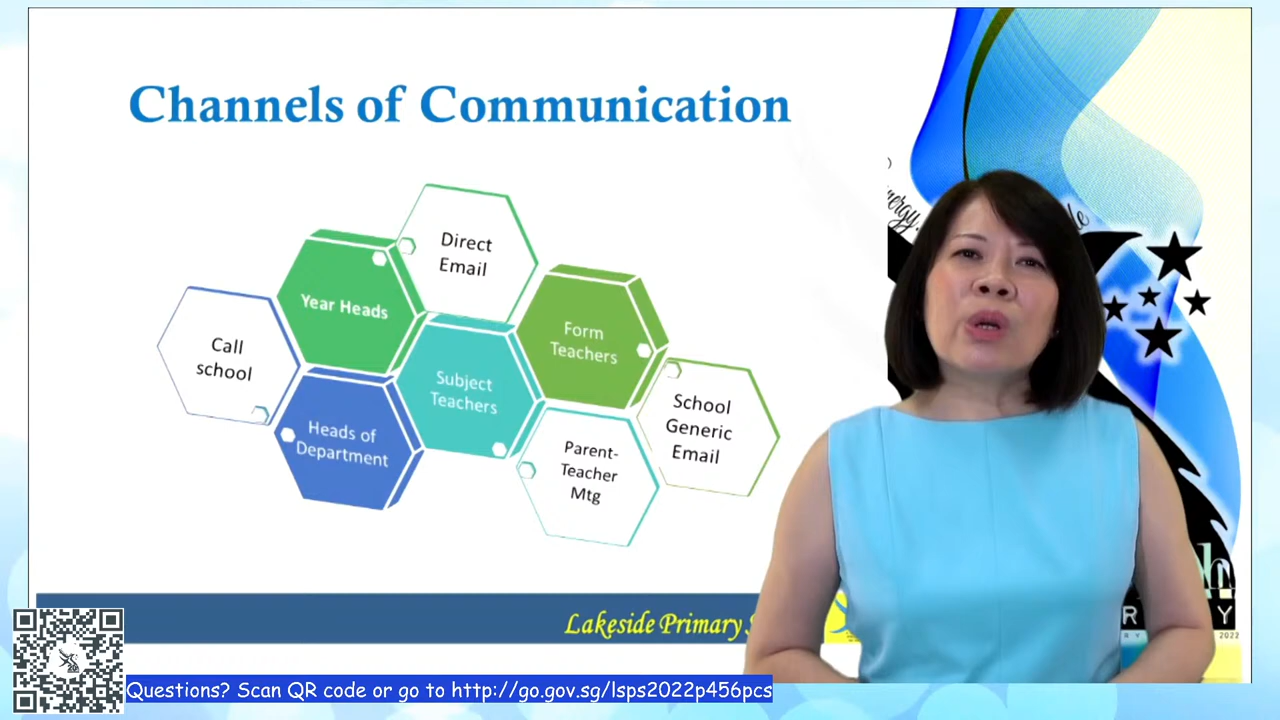 Channels of Communication
Direct
Email
Year Heads
Form
Teachers
Call
school
Subject
Teachers
School
Generic
Email
Heads of
Department
Parent-
Teacher
Mtg
Lakeside Primary
2022
Questions? Scan QR code or go to http://go.gov.sg/lsps2022p456pcs